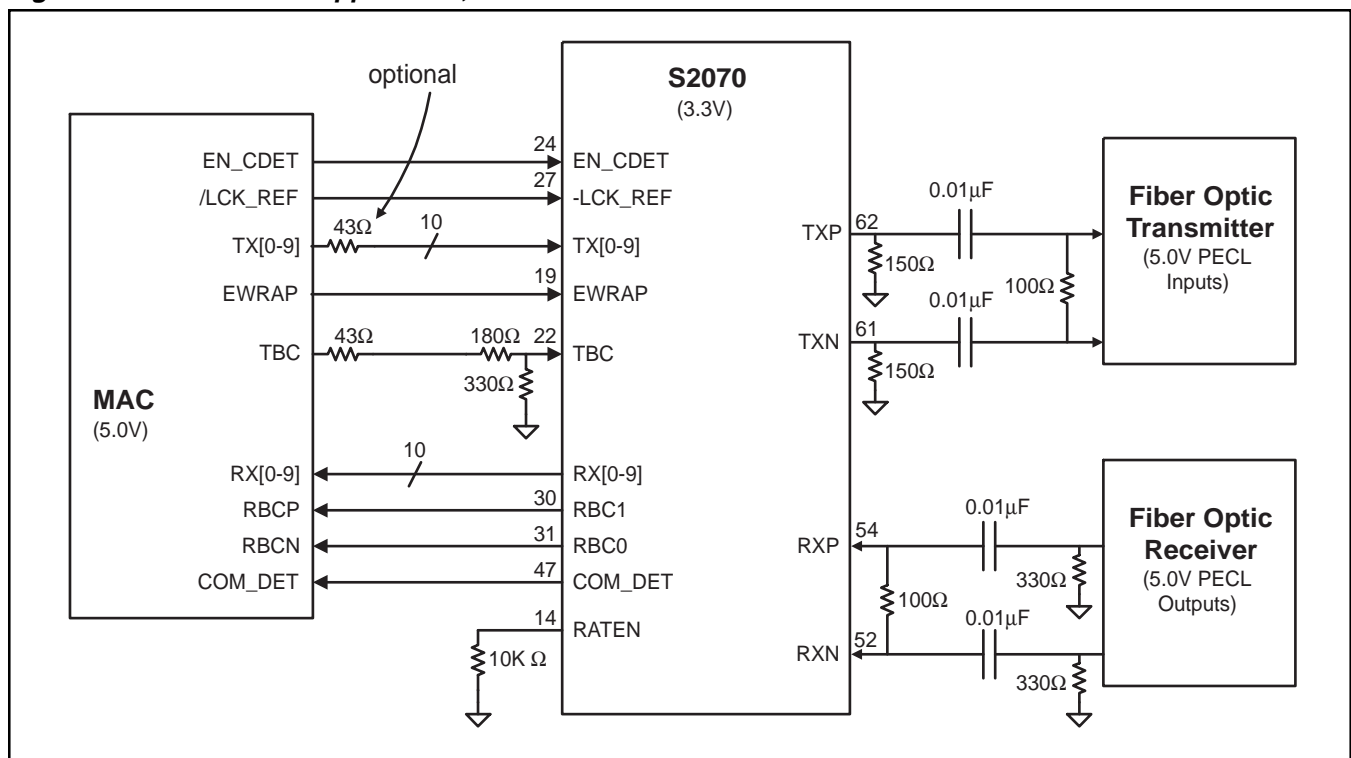 optional
MAC
(5.0V)
EN_CDET
/LCK_REF
TX[0-9]
EWRAP
TBC
RX[0-9]
RBCP
RBCN
COM_DET
24
27
43Ω
10
19
43Ω
180Ω
22
330Ω
10
30
31
47
14
10K Ω
S2070
(3.3V)
EN_CDET
-LCK_REF
TX[0-9]
EWRAP
TBC
RX[0-9]
RBC1
RBC0
COM_DET
RATEN
TXP
TXN
RXP
RXN
62
0.01µF
150Ω
100Ω
0.01µF
61
150Ω
54
0.01µF
330Ω
100Ω
0.01µF
52
330Ω
Fiber Optic
Transmitter
(5.0V PECL
Inputs)
Fiber Optic
Receiver
(5.0V PECL
Outputs)